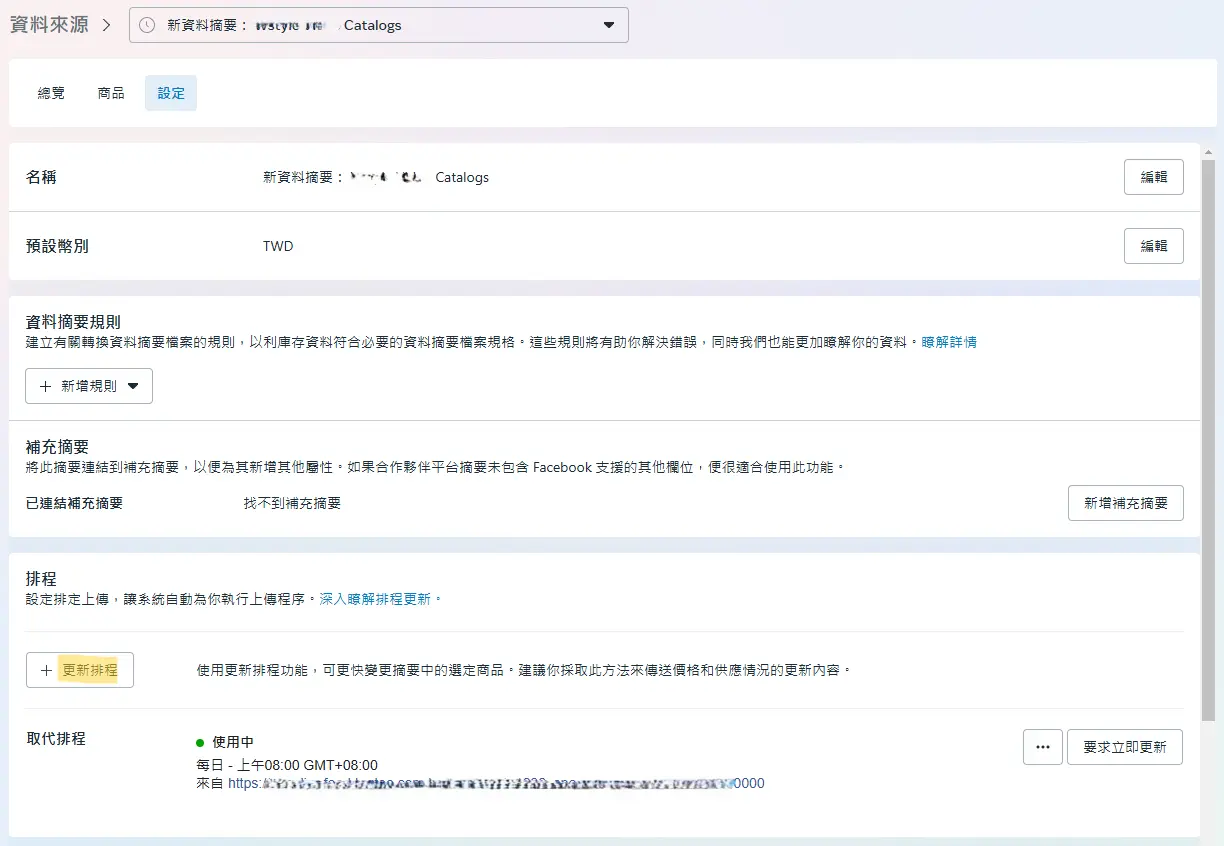 資料來源
新資料摘要： Catalogs
總覽
商品
設定
名稱
新資料摘要： Catalogs
編輯
預設幣別
TWD
編輯
資料摘要規則
建立有關轉換資料摘要檔案的規則，以利庫存資料符合必要的資料摘要檔案規格。這些規則將有助你解決錯誤，同時我們也能更加瞭解你的資料。瞭解詳情
+ 新增規則
補充摘要
將此摘要連結到補充摘要，以便為其新增其他屬性。如果合作夥伴平台摘要未包含 Facebook 支援的其他欄位，便很適合使用此功能。
已連結補充摘要
找不到補充摘要
新增補充摘要
排程
設定排定上傳，讓系統自動為你執行上傳程序。深入瞭解排程更新。
+ 更新排程
使用更新排程功能，可更快變更摘要中的選定商品。建議你採取此方法來傳送價格和供應情況的更新內容。
取代排程
使用中
每日 - 上午08:00 GMT+08:00
來自 https: 0000
...
要求立即更新